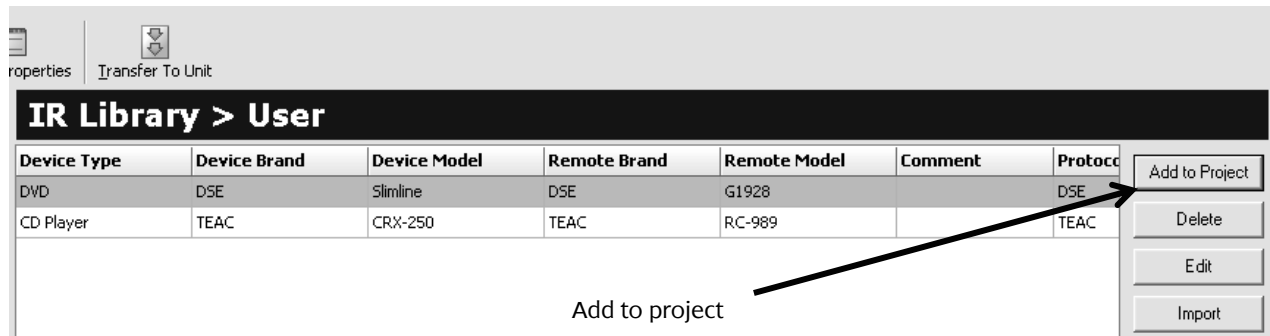 roperties Transfer To Unit
IR Library > User
Device Type Device Brand Device Model Remote Brand Remote Model Comment Protoco
Add to Project
DVD DSE Slimline DSE G1928 DSE
CD Player TEAC CRX-250 TEAC RC-989 TEAC
Delete
Edit
Add to project
Import